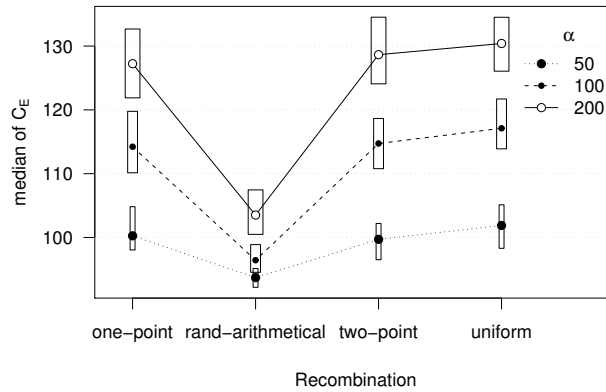 median of C_E
130
120
110
100
α
50
100
200
one−point rand−arithmetical two−point uniform
Recombination